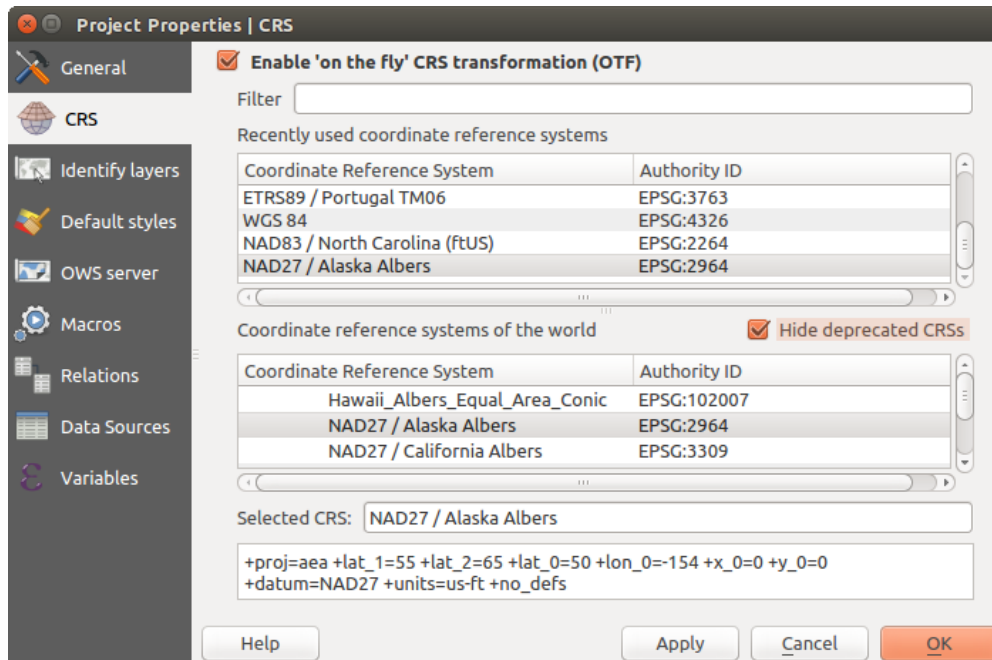 Project Properties | CRS
General
CRS
Identify layers
Default styles
OWS server
Macros
Relations
Data Sources
Variables
Enable 'on the fly' CRS transformation (OTF)
Filter
Recently used coordinate reference systems
Coordinate Reference System Authority ID
ETRS89 / Portugal TM06 EPSG:3763
WGS 84 EPSG:4326
NAD83 / North Carolina (ftUS) EPSG:2264
NAD27 / Alaska Albers EPSG:2964
Coordinate reference systems of the world Hide deprecated CRSs
Coordinate Reference System Authority ID
Hawaii_Albers_Equal_Area_Conic EPSG:102007
NAD27 / Alaska Albers EPSG:2964
NAD27 / California Albers EPSG:3309
Selected CRS: NAD27 / Alaska Albers
+proj=aea +lat_1=55 +lat_2=65 +lat_0=50 +lon_0=-154 +x_0=0 +y_0=0
+datum=NAD27 +units=us-ft +no_defs
Help Apply Cancel OK